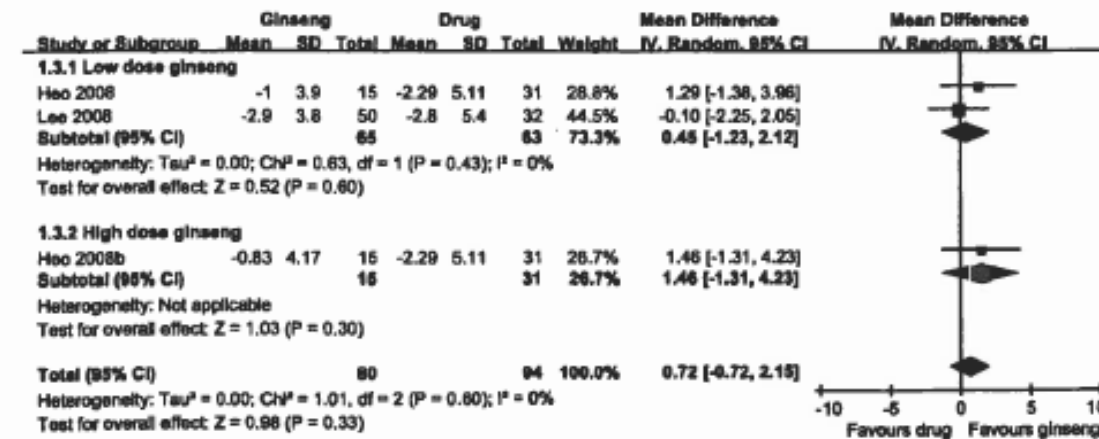 Ginseng Drug Mean Difference Mean Difference
Study or Subgroup Mean SD Total Mean SD Total Weight IV, Random, 95% CI IV, Random, 95% CI
1.3.1 Low dose ginseng
Heo 2008 -1 3.9 15 -2.29 5.11 31 28.8% 1.29 [-1.38, 3.96]
Lee 2008 -2.9 3.8 50 -2.8 5.4 32 44.5% -0.10 [-2.25, 2.05]
Subtotal (95% CI) 65 63 73.3% 0.45 [-1.23, 2.12]
Heterogeneity: Tau² = 0.00; Chi² = 0.63, df = 1 (P = 0.43); I² = 0%
Test for overall effect: Z = 0.52 (P = 0.60)
1.3.2 High dose ginseng
Heo 2008b -0.83 4.17 15 -2.29 5.11 31 26.7% 1.46 [-1.31, 4.23]
Subtotal (95% CI) 15 31 26.7% 1.46 [-1.31, 4.23]
Heterogeneity: Not applicable
Test for overall effect: Z = 1.03 (P = 0.30)
Total (95% CI) 80 94 100.0% 0.72 [-0.72, 2.15]
Heterogeneity: Tau² = 0.00; Chi² = 1.01, df = 2 (P = 0.60); I² = 0%
Test for overall effect: Z = 0.98 (P = 0.33)
-10 -5 0 5 10
Favours drug Favours ginseng